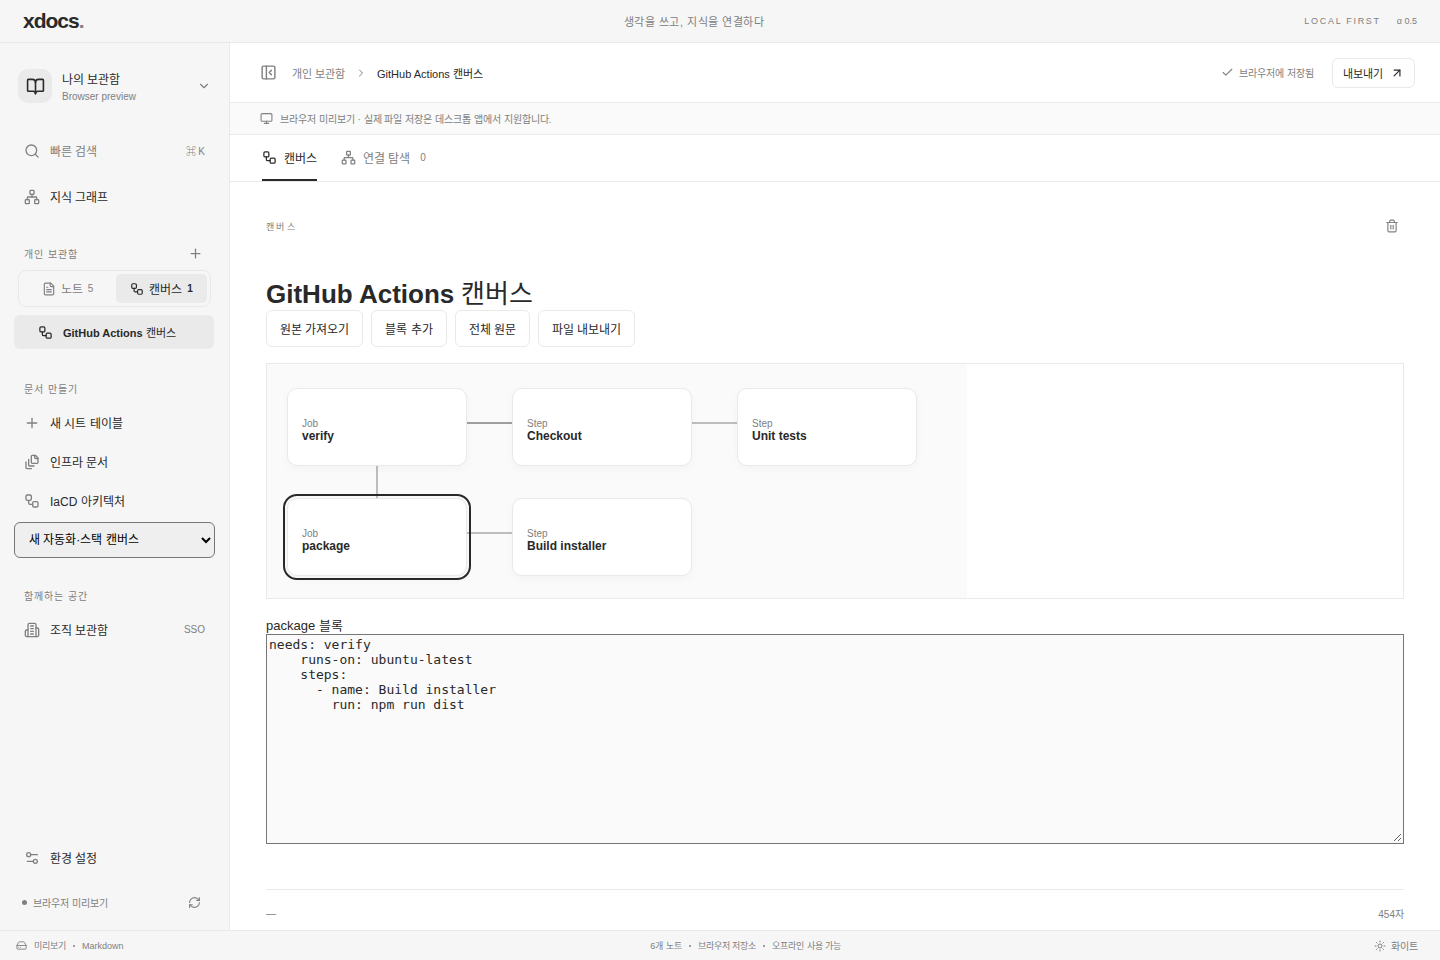 xdocs.
생각을 쓰고, 지식을 연결하다
LOCAL FIRST α 0.5
나의 보관함
Browser preview
빠른 검색 ⌘K
지식 그래프
개인 보관함
노트 5 캔버스 1
GitHub Actions 캔버스
문서 만들기
새 시트 테이블
인프라 문서
IaCD 아키텍처
새 자동화·스택 캔버스
함께하는 공간
조직 보관함 SSO
환경 설정
브라우저 미리보기
개인 보관함 GitHub Actions 캔버스
브라우저에 저장됨 내보내기
브라우저 미리보기 · 실제 파일 저장은 데스크톱 앱에서 지원합니다.
캔버스 연결 탐색 0
캔버스
GitHub Actions 캔버스
원본 가져오기 블록 추가 전체 원문 파일 내보내기
Job
verify
Step
Checkout
Step
Unit tests
Job
package
Step
Build installer
package 블록
needs: verify
    runs-on: ubuntu-latest
    steps:
      - name: Build installer
        run: npm run dist
— 454자
미리보기 · Markdown
6개 노트 · 브라우저 저장소 · 오프라인 사용 가능
화이트